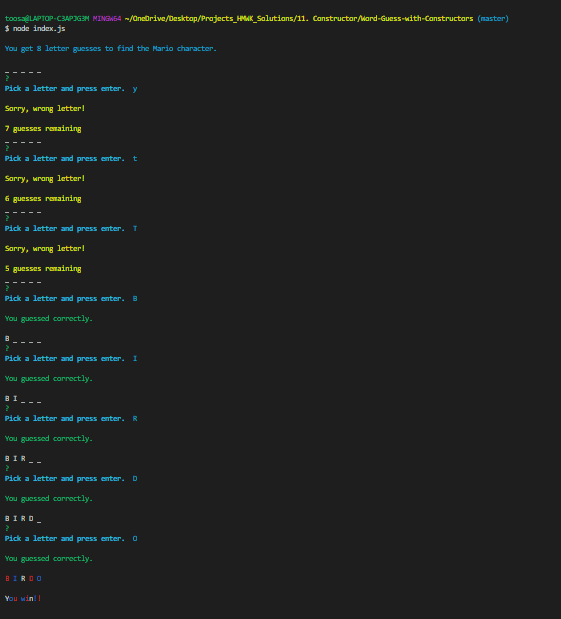 toosa@LAPTOP-C3APJG3M MINGW64 ~/OneDrive/Desktop/Projects_HMWK_Solutions/11. Constructor/Word-Guess-with-Constructors (master)
$ node index.js
You get 8 letter guesses to find the Mario character.
_ _ _ _ _
?
Pick a letter and press enter. y
Sorry, wrong letter!
7 guesses remaining
_ _ _ _ _
?
Pick a letter and press enter. t
Sorry, wrong letter!
6 guesses remaining
_ _ _ _ _
?
Pick a letter and press enter. T
Sorry, wrong letter!
5 guesses remaining
_ _ _ _ _
?
Pick a letter and press enter. B
You guessed correctly.
B _ _ _ _
?
Pick a letter and press enter. I
You guessed correctly.
B I _ _ _
?
Pick a letter and press enter. R
You guessed correctly.
B I R _ _
?
Pick a letter and press enter. D
You guessed correctly.
B I R D _
?
Pick a letter and press enter. O
You guessed correctly.
B I R D O
You win!!